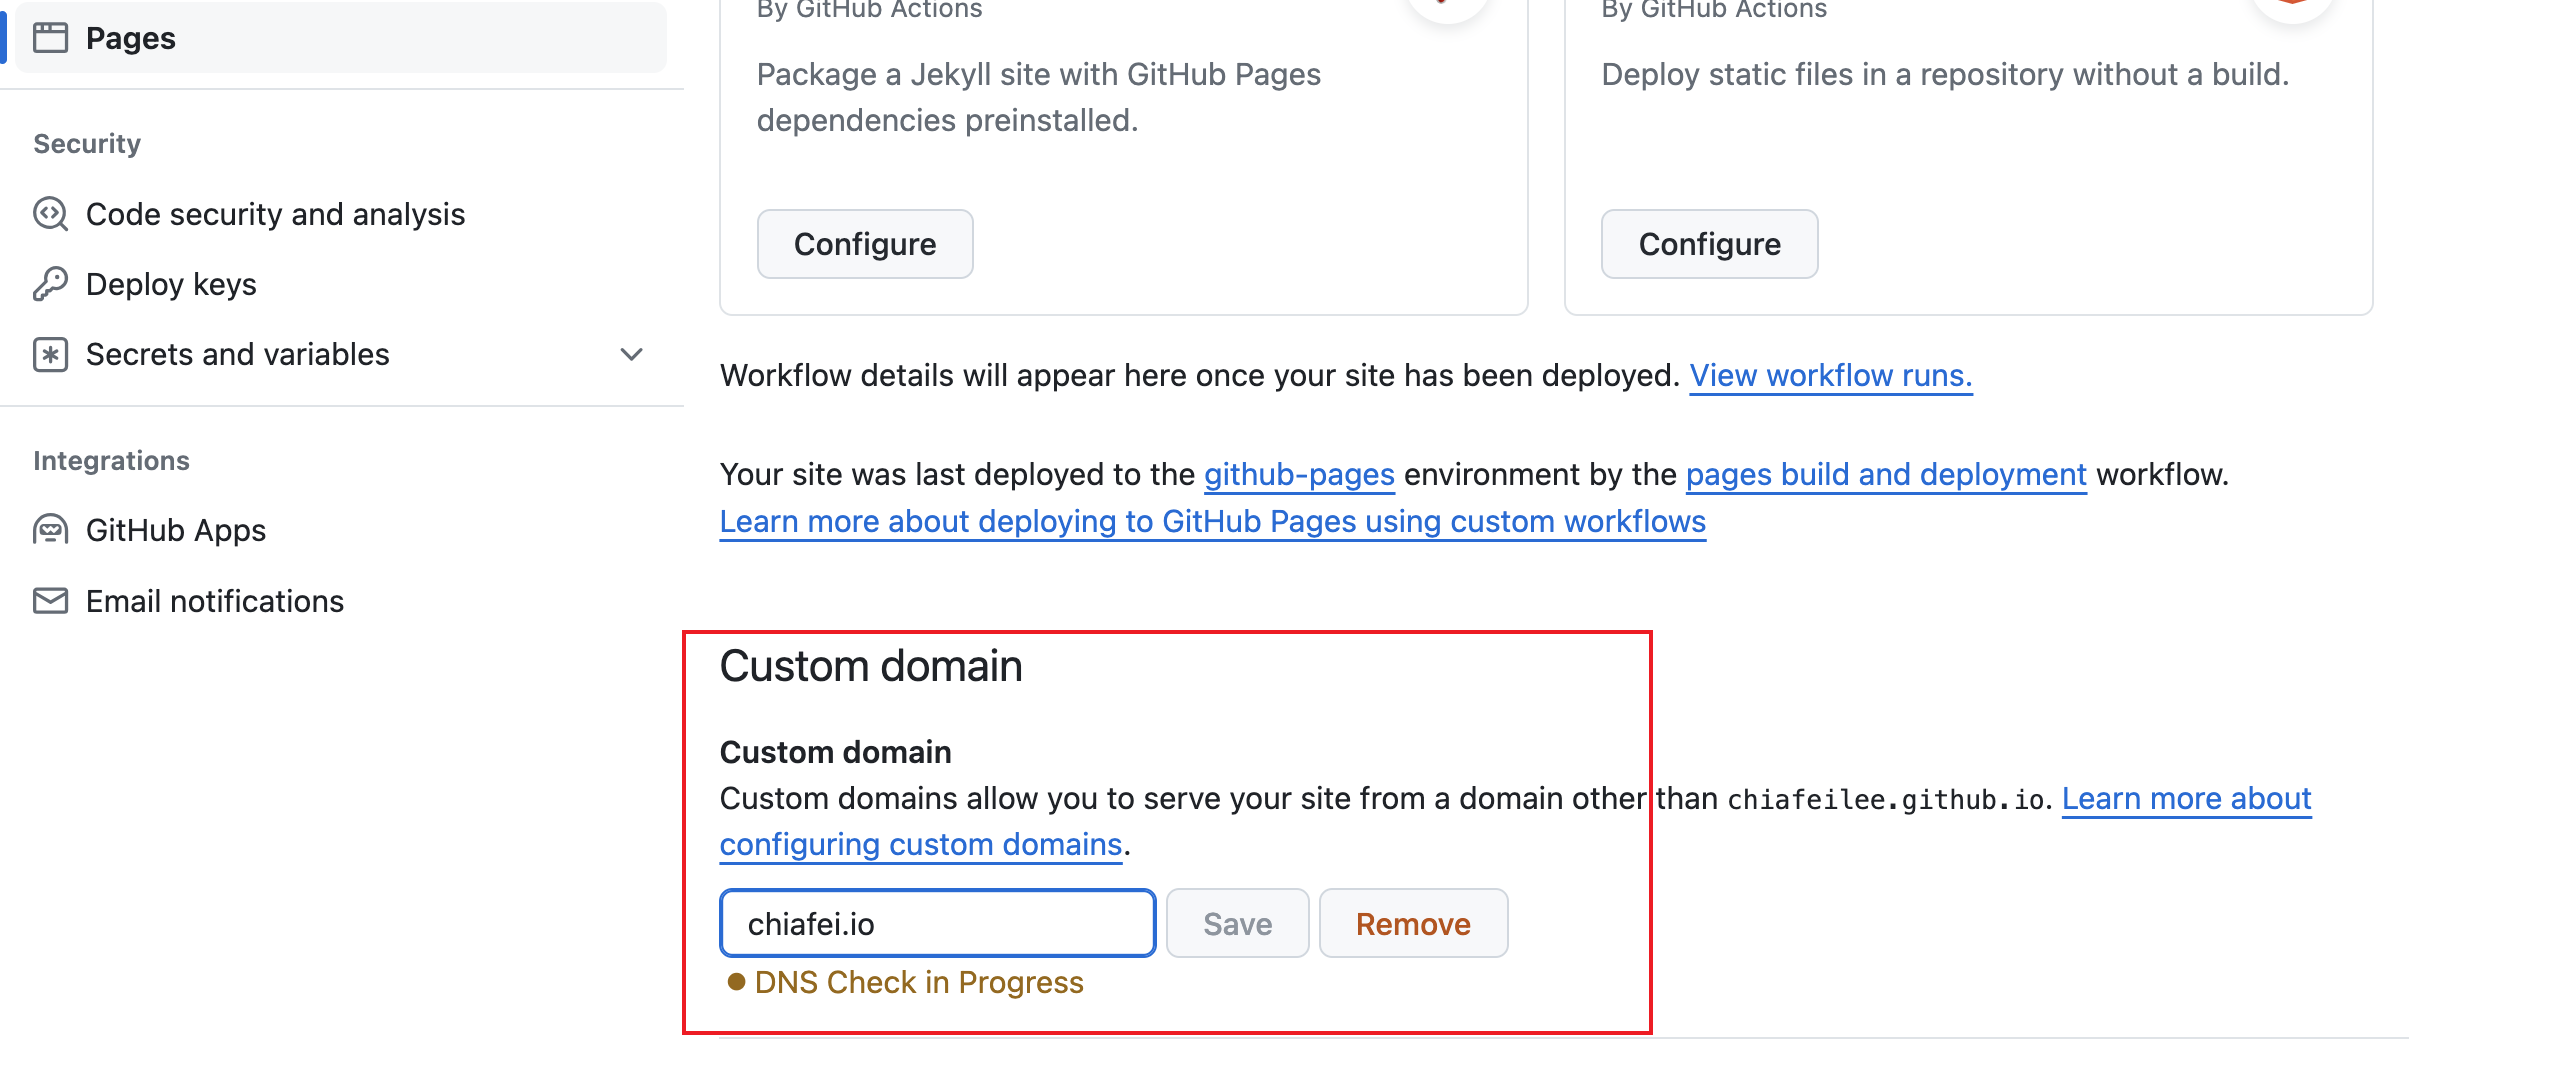 Pages
Security
Code security and analysis
Deploy keys
Secrets and variables
Integrations
GitHub Apps
Email notifications
By GitHub Actions
Package a Jekyll site with GitHub Pages
dependencies preinstalled.
Configure
By GitHub Actions
Deploy static files in a repository without a build.
Configure
Workflow details will appear here once your site has been deployed. View workflow runs.
Your site was last deployed to the github-pages environment by the pages build and deployment workflow.
Learn more about deploying to GitHub Pages using custom workflows
Custom domain
Custom domain
Custom domains allow you to serve your site from a domain other than chiafeilee.github.io. Learn more about
configuring custom domains.
chiafei.io
Save
Remove
DNS Check in Progress